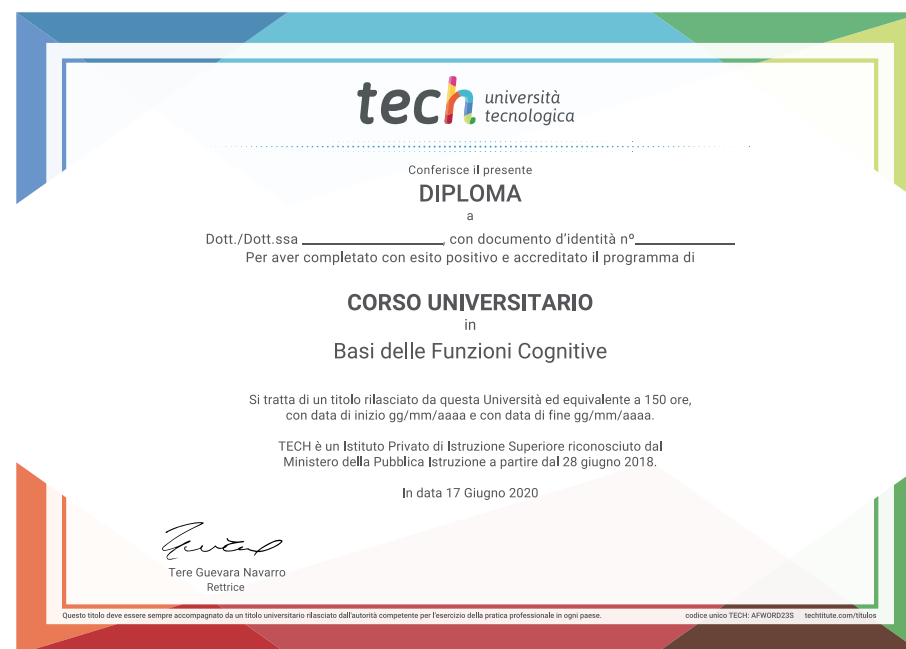 tech università
tecnologica
Conferisce il presente
DIPLOMA
a
Dott./Dott.ssa ____________________, con documento d'identità nº______________
Per aver completato con esito positivo e accreditato il programma di
CORSO UNIVERSITARIO
in
Basi delle Funzioni Cognitive
Si tratta di un titolo rilasciato da questa Università ed equivalente a 150 ore,
con data di inizio gg/mm/aaaa e con data di fine gg/mm/aaaa.
TECH è un Istituto Privato di Istruzione Superiore riconosciuto dal
Ministero della Pubblica Istruzione a partire dal 28 giugno 2018.
In data 17 Giugno 2020
Tere Guevara Navarro
Rettrice
Questo titolo deve essere sempre accompagnato da un titolo universitario rilasciato dall'autorità competente per l'esercizio della pratica professionale in ogni paese. codice unico TECH: AFWORD23S techtitute.com/titulos